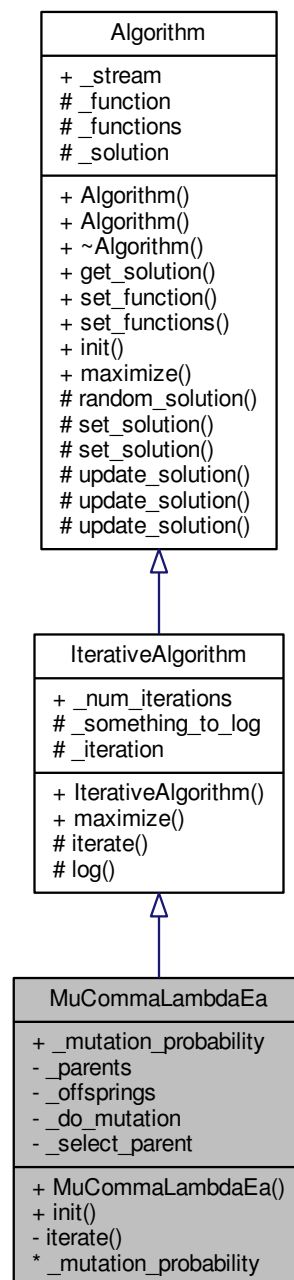 Algorithm
+ _stream
# _function
# _functions
# _solution
+ Algorithm()
+ Algorithm()
+ ~Algorithm()
+ get_solution()
+ set_function()
+ set_functions()
+ init()
+ maximize()
# random_solution()
# set_solution()
# set_solution()
# update_solution()
# update_solution()
# update_solution()
IterativeAlgorithm
+ _num_iterations
# _something_to_log
# _iteration
+ IterativeAlgorithm()
+ maximize()
# iterate()
# log()
MuCommaLambdaEa
+ _mutation_probability
- _parents
- _offsprings
- _do_mutation
- _select_parent
+ MuCommaLambdaEa()
+ init()
- iterate()
* _mutation_probability